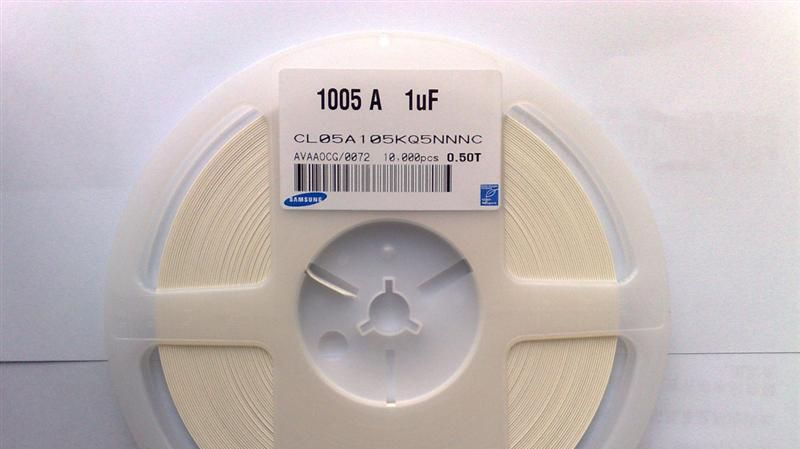 1005 A 1uF
CL05A105KQ5NNNC
AVAAOCG/0072 10,000pcs 0.50T
SAMSUNG